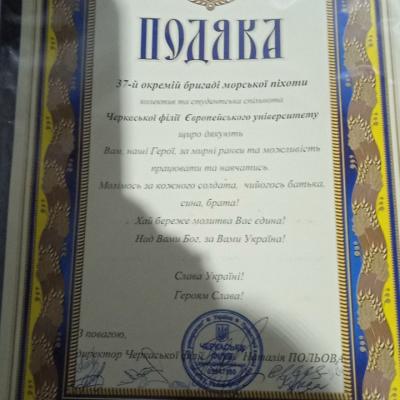 ПОДЯКА
37-й окремій бригаді морської піхоти
колектив та студентська спільнота
Черкаської філії Європейського університету
щиро дякують
Вам, наші Герої, за мирні ранки та можливість
працювати та навчатись.
Молимось за кожного солдата, чийогось батька,
сина, брата!
Хай береже молитва Вас єдина!
Над Вами Бог, за Вами Україна!
Слава Україні!
Героям Слава!
З повагою,
директор Черкаської філії Наталія ПОЛЬОВА
ЧЕРКАСЬКА